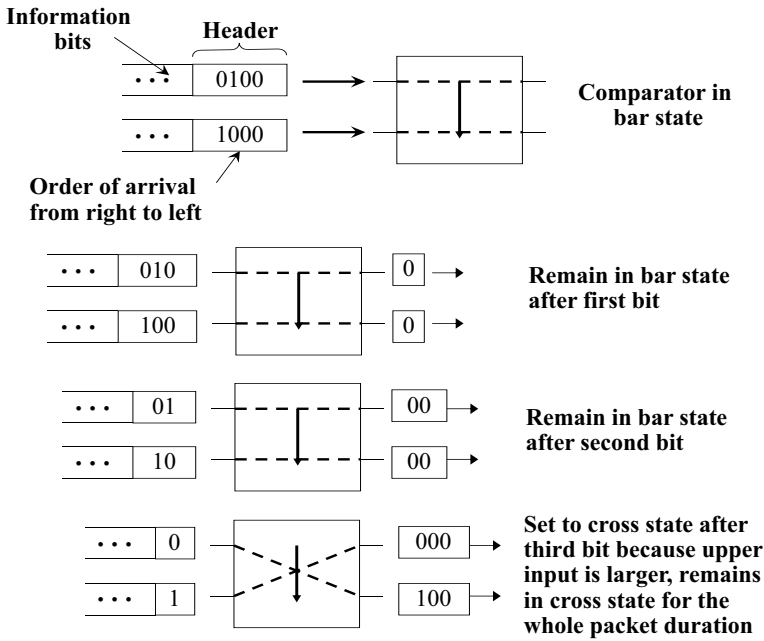 Information
bits
Header
• • • 0100
• • • 1000
Comparator in
bar state
Order of arrival
from right to left
• • • 010 0
• • • 100 0
Remain in bar state
after first bit
• • • 01 00
• • • 10 00
Remain in bar state
after second bit
• • • 0 000
• • • 1 100
Set to cross state after
third bit because upper
input is larger, remains
in cross state for the
whole packet duration